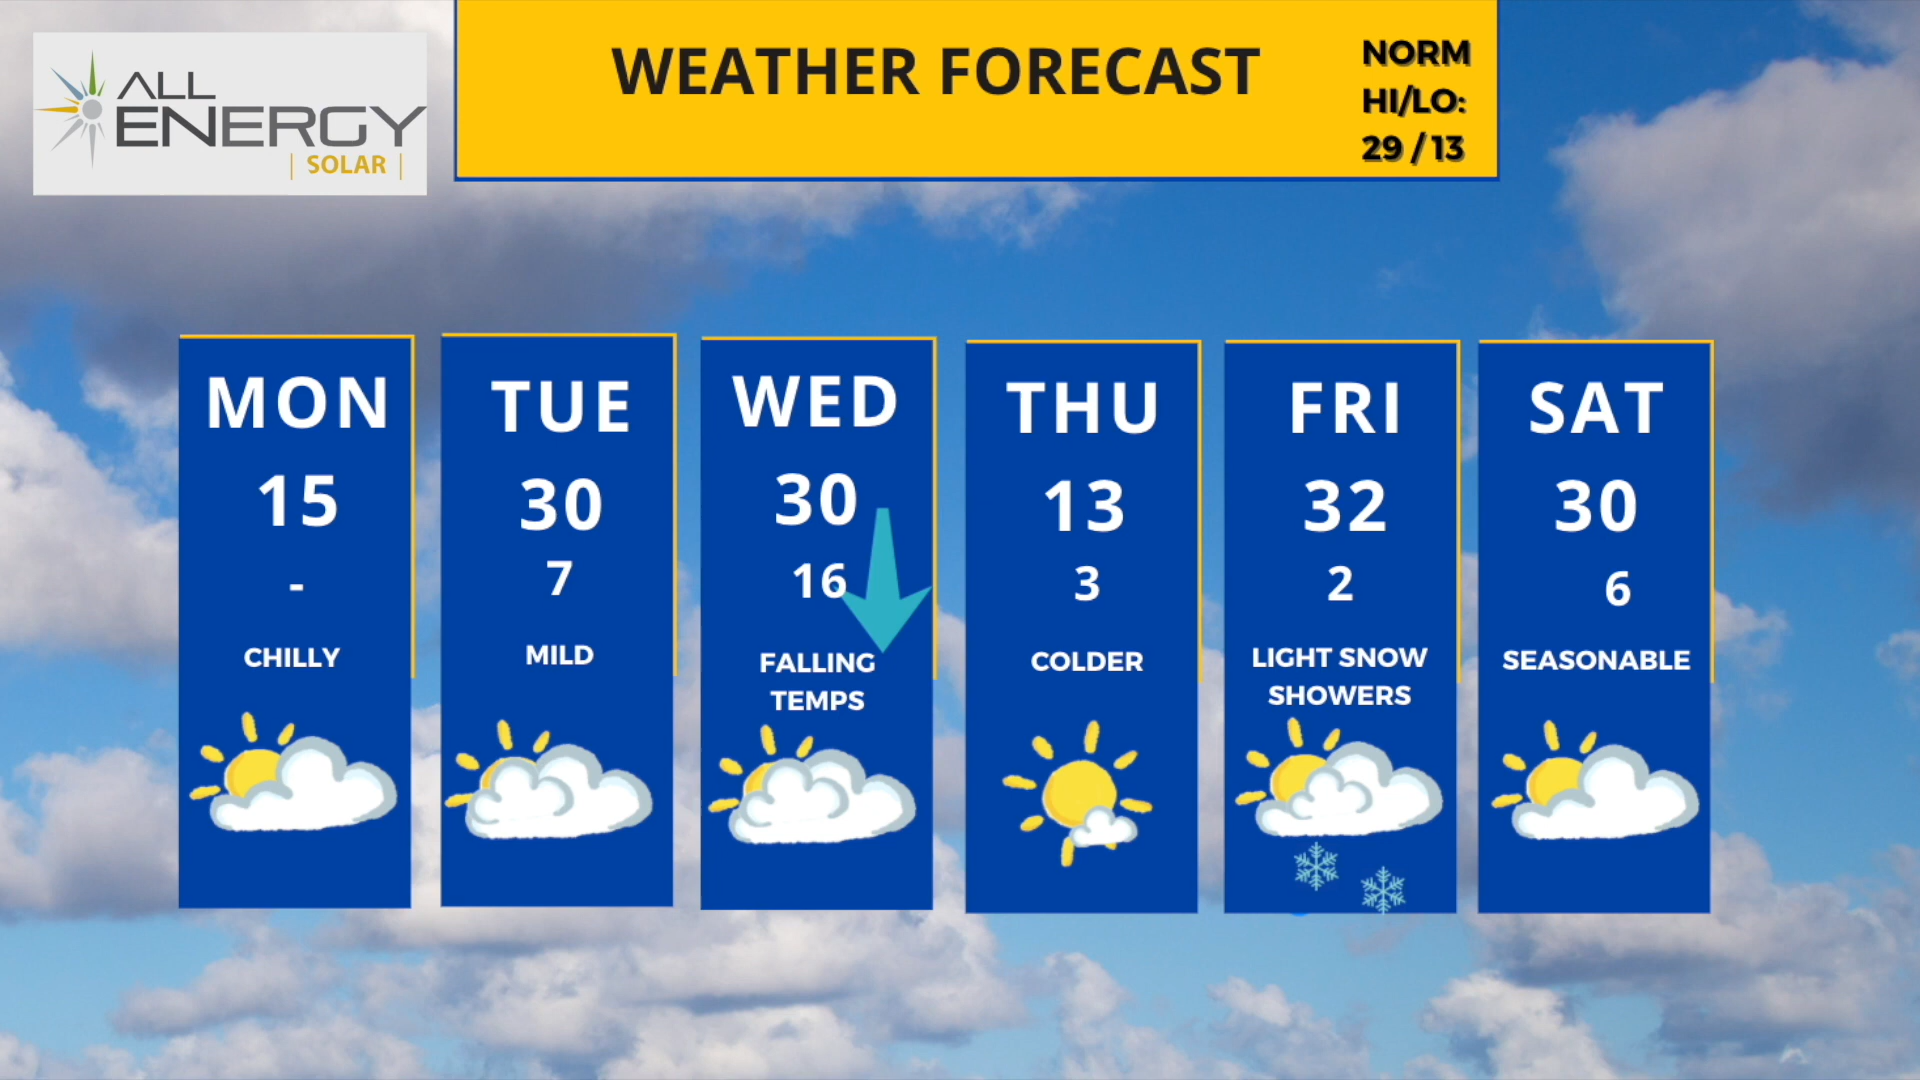 ALL
ENERGY
| SOLAR |
WEATHER FORECAST
NORM
HI/LO:
29 / 13
MON
15
-
CHILLY
TUE
30
7
MILD
WED
30
16
FALLING
TEMPS
THU
13
3
COLDER
FRI
32
2
LIGHT SNOW
SHOWERS
SAT
30
6
SEASONABLE